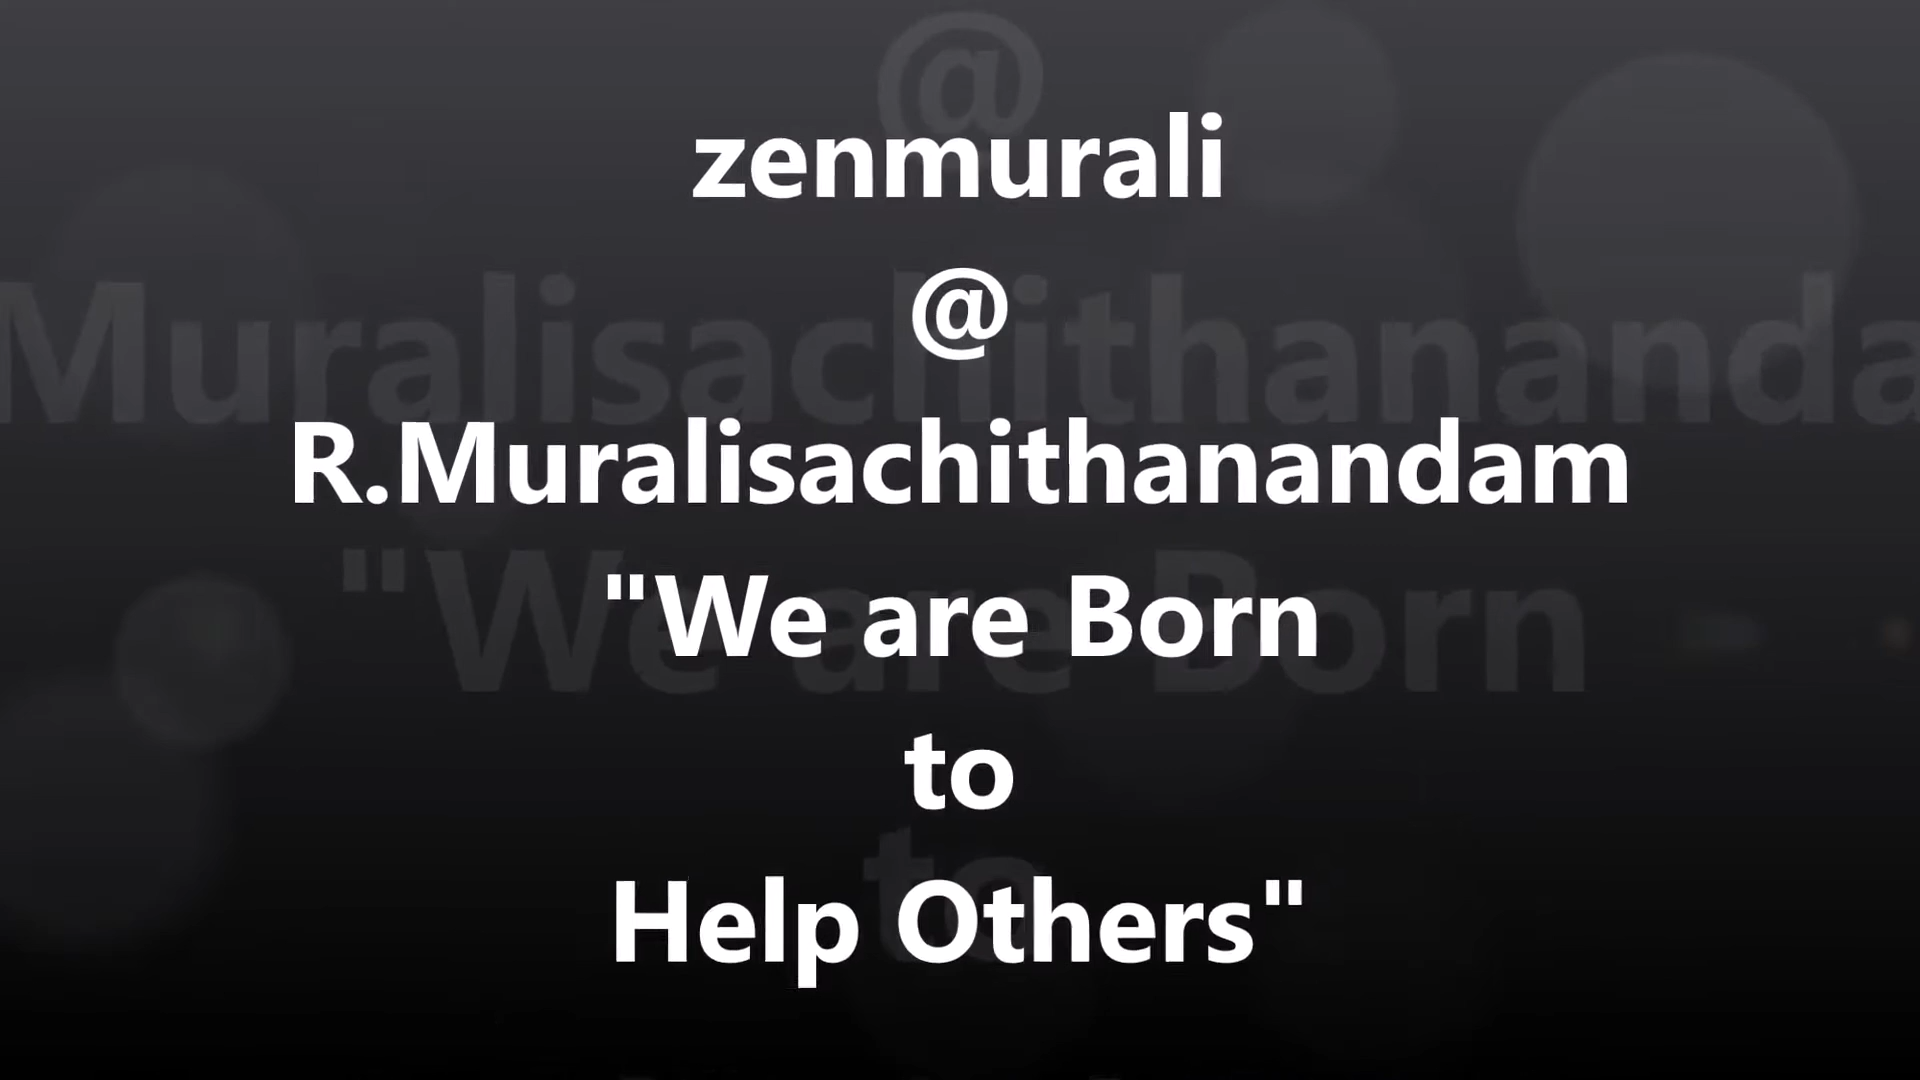 zenmurali
@
R.Muralisachithanandam
"We are Born
to
Help Others"